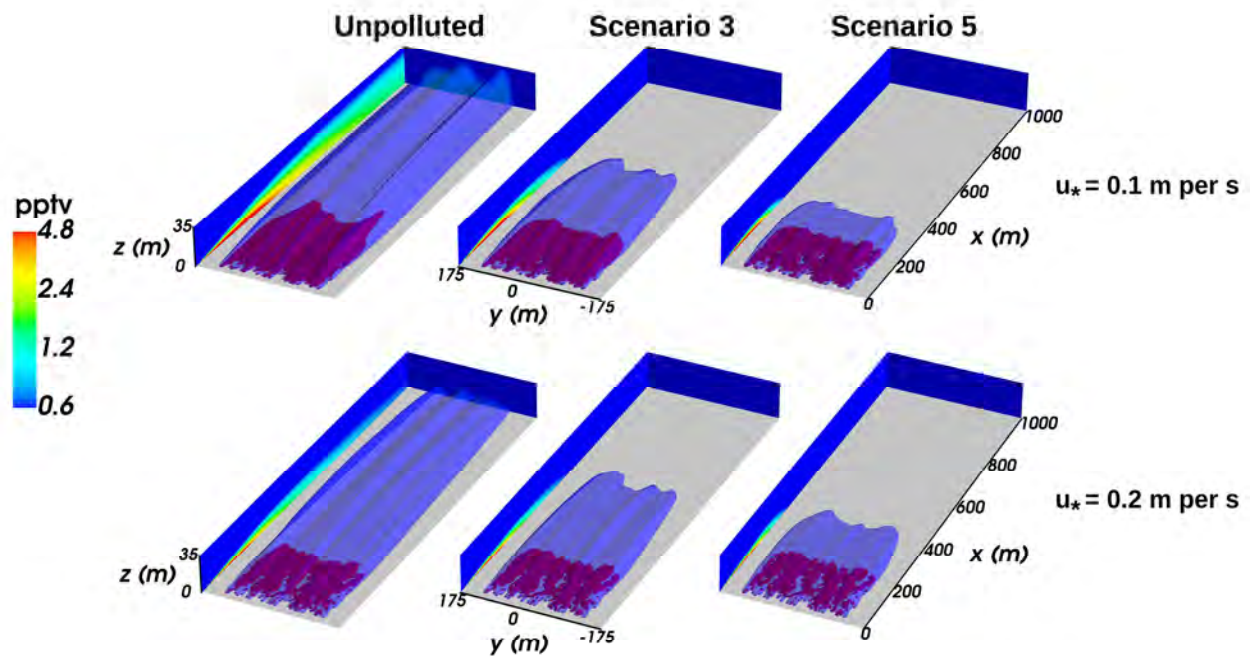 Unpolluted Scenario 3 Scenario 5
pptv
4.8
2.4
1.2
0.6
35
z (m)
0
175
0
-175
y (m)
1000
800
600
400
200
0
x (m)
u* = 0.1 m per s
35
z (m)
0
175
0
-175
y (m)
1000
800
600
400
200
0
x (m)
u* = 0.2 m per s